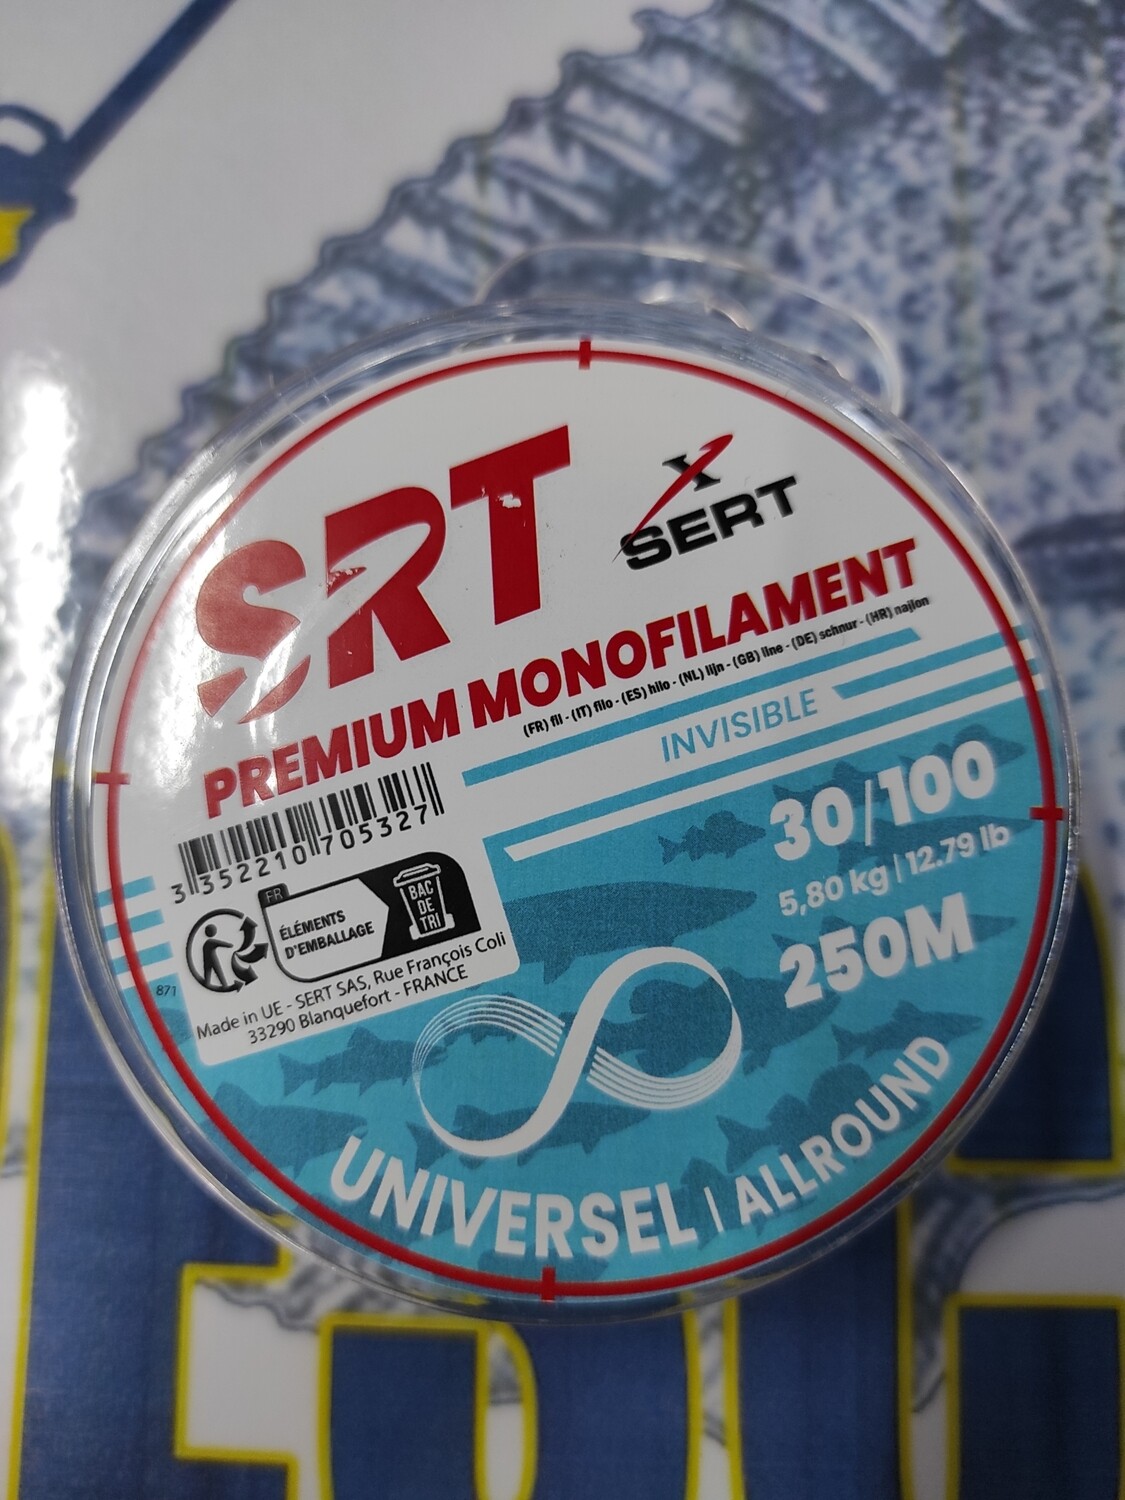 SRT
X
SERT
PREMIUM MONOFILAMENT
(FR) fil - (IT) filo - (ES) hilo - (NL) lijn - (GB) line - (DE) schnur - (HR) najlon
INVISIBLE
30/100
5,80 kg | 12.79 lb
250M
3 352210 705327
FR
ÉLÉMENTS
D'EMBALLAGE
BAC
DE
TRI
871
Made in UE - SERT SAS, Rue François Coli
33290 Blanquefort - FRANCE
UNIVERSEL | ALLROUND